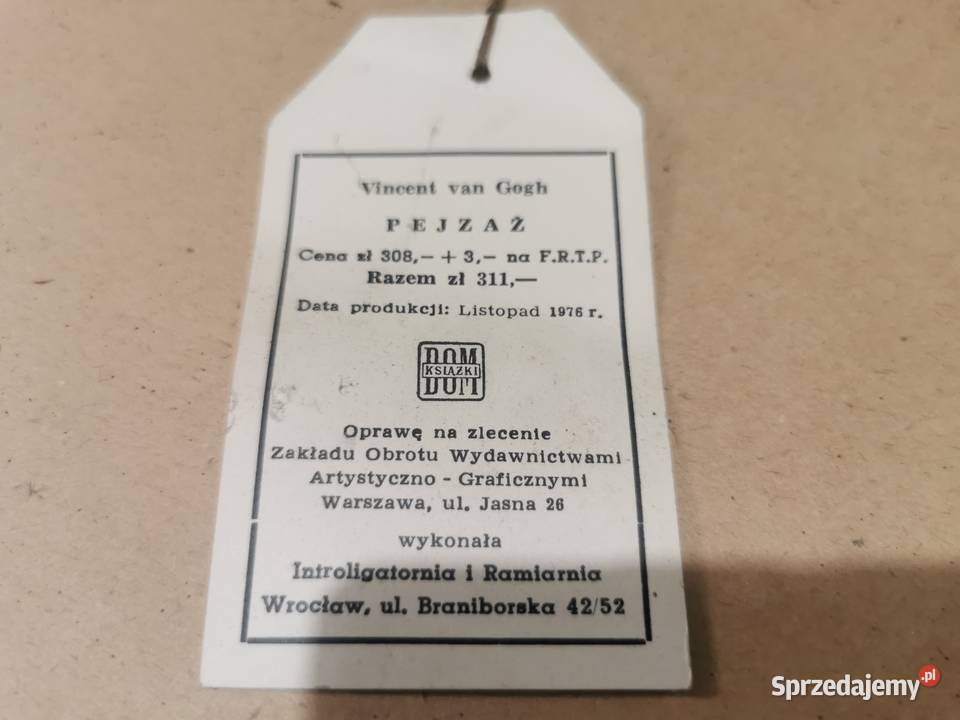 Vincent van Gogh
PEJZAŻ
Cena zł 308,— + 3,— na F.R.T.P.
Razem zł 311,—
Data produkcji: Listopad 1976 r.
DOM
KSIĄŻKI
DOM
Oprawę na zlecenie
Zakładu Obrotu Wydawnictwami
Artystyczno - Graficznymi
Warszawa, ul. Jasna 26
wykonała
Introligatornia i Ramiarnia
Wrocław, ul. Braniborska 42/52
Sprzedajemy.pl